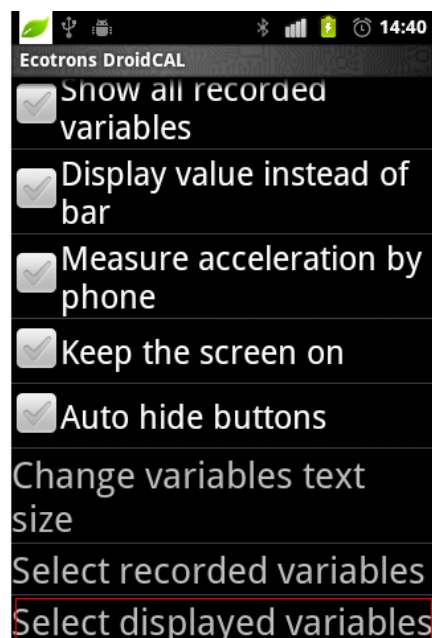 14:40
Ecotrons DroidCAL
Show all recorded
variables
Display value instead of
bar
Measure acceleration by
phone
Keep the screen on
Auto hide buttons
Change variables text
size
Select recorded variables
Select displayed variables